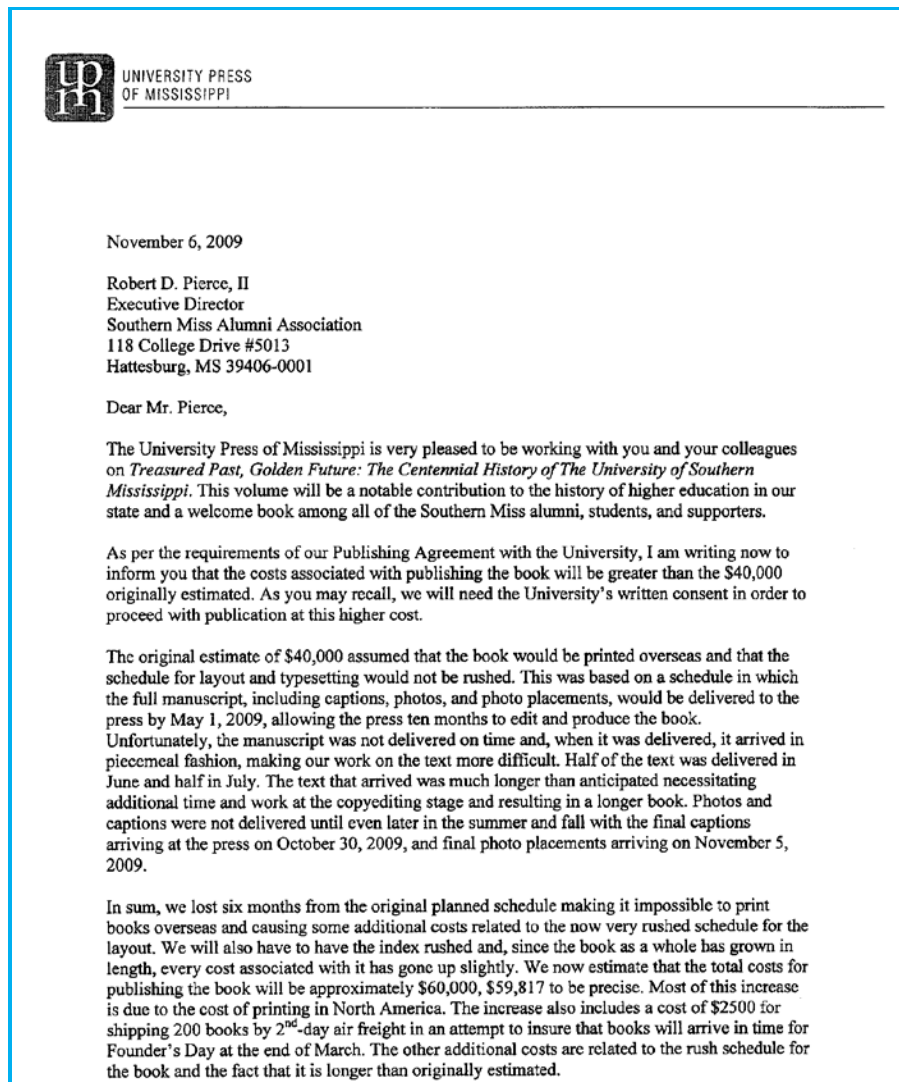 upm
UNIVERSITY PRESS
OF MISSISSIPPI
November 6, 2009
Robert D. Pierce, II
Executive Director
Southern Miss Alumni Association
118 College Drive #5013
Hattesburg, MS 39406-0001
Dear Mr. Pierce,
The University Press of Mississippi is very pleased to be working with you and your colleagues
on Treasured Past, Golden Future: The Centennial History of The University of Southern
Mississippi. This volume will be a notable contribution to the history of higher education in our
state and a welcome book among all of the Southern Miss alumni, students, and supporters.
As per the requirements of our Publishing Agreement with the University, I am writing now to
inform you that the costs associated with publishing the book will be greater than the $40,000
originally estimated. As you may recall, we will need the University's written consent in order to
proceed with publication at this higher cost.
The original estimate of $40,000 assumed that the book would be printed overseas and that the
schedule for layout and typesetting would not be rushed. This was based on a schedule in which
the full manuscript, including captions, photos, and photo placements, would be delivered to the
press by May 1, 2009, allowing the press ten months to edit and produce the book.
Unfortunately, the manuscript was not delivered on time and, when it was delivered, it arrived in
piecemeal fashion, making our work on the text more difficult. Half of the text was delivered in
June and half in July. The text that arrived was much longer than anticipated necessitating
additional time and work at the copyediting stage and resulting in a longer book. Photos and
captions were not delivered until even later in the summer and fall with the final captions
arriving at the press on October 30, 2009, and final photo placements arriving on November 5,
2009.
In sum, we lost six months from the original planned schedule making it impossible to print
books overseas and causing some additional costs related to the now very rushed schedule for the
layout. We will also have to have the index rushed and, since the book as a whole has grown in
length, every cost associated with it has gone up slightly. We now estimate that the total costs for
publishing the book will be approximately $60,000, $59,817 to be precise. Most of this increase
is due to the cost of printing in North America. The increase also includes a cost of $2500 for
shipping 200 books by 2nd-day air freight in an attempt to insure that books will arrive in time for
Founder's Day at the end of March. The other additional costs are related to the rush schedule for
the book and the fact that it is longer than originally estimated.